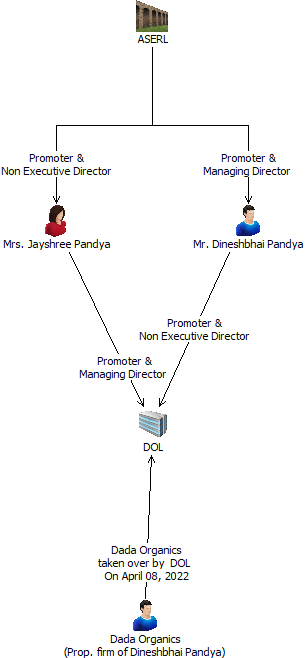 ASERL
Promoter &
Non Executive Director
Promoter &
Managing Director
Mrs. Jayshree Pandya
Mr. Dineshbhai Pandya
Promoter &
Non Executive Director
Promoter &
Managing Director
DOL
Dada Organics
taken over by DOL
On April 08, 2022
Dada Organics
(Prop. firm of Dineshbhai Pandya)